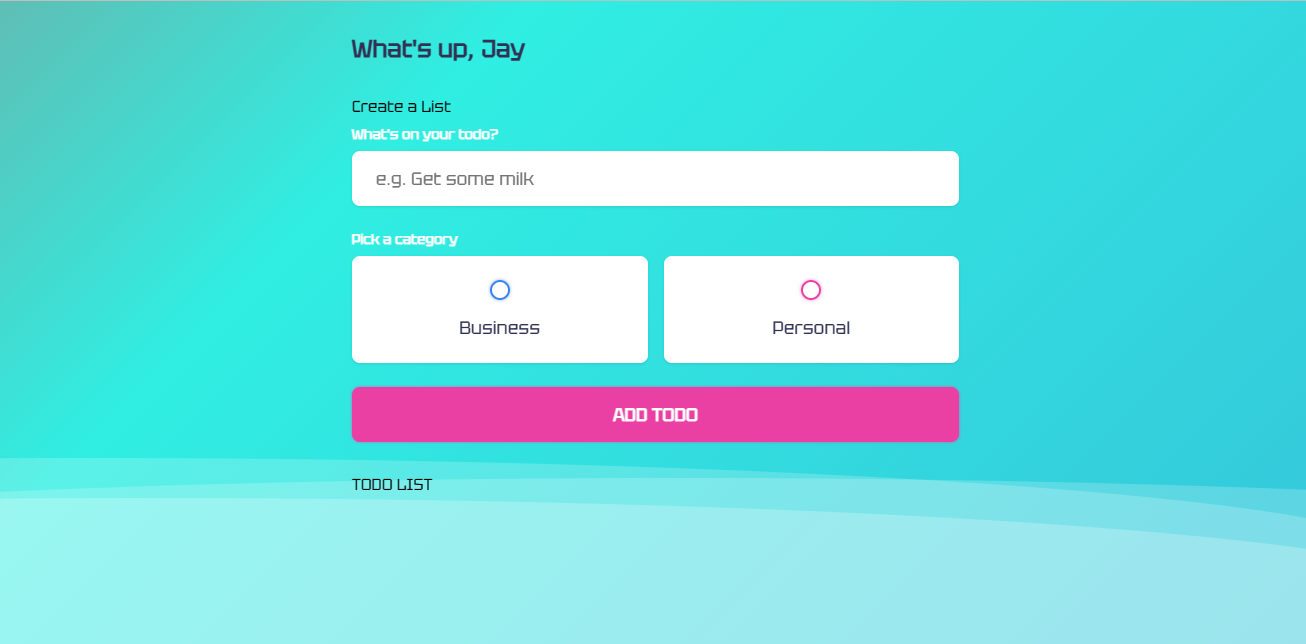 What's up, Jay
Create a List
What's on your todo?
e.g. Get some milk
Pick a category
Business
Personal
ADD TODO
TODO LIST